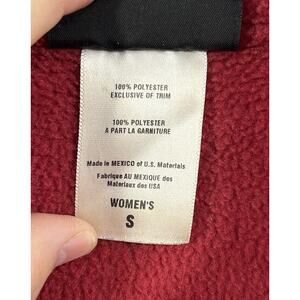 100% POLYESTER
EXCLUSIVE OF TRIM
100% POLYESTER
A PART LA GARNITURE
Made in MEXICO of U.S. Materials
Fabrique AU MEXIQUE des
Materiaux des USA
WOMEN'S
S